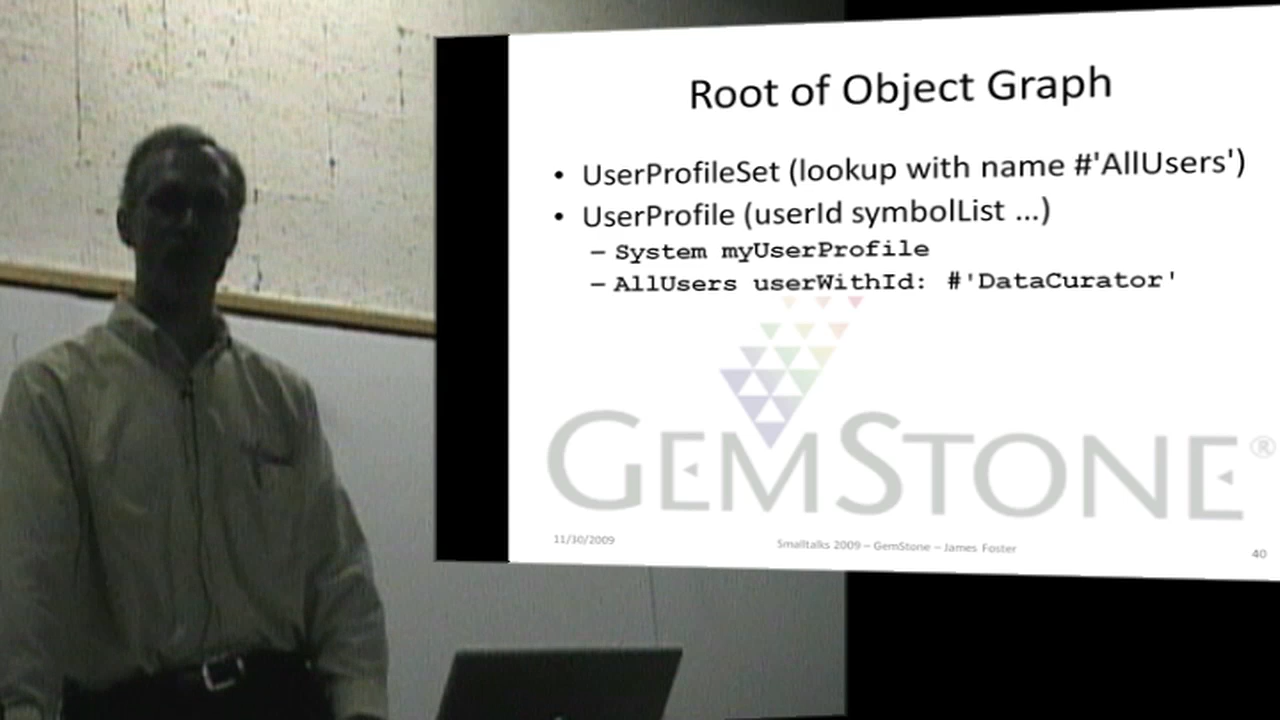 Root of Object Graph
• UserProfileSet (lookup with name #'AllUsers')
• UserProfile (userId symbolList ...)
– System myUserProfile
– AllUsers userWithId: #'DataCurator'
GEMSTONE®
11/30/2009
Smalltalks 2009 – GemStone – James Foster
40